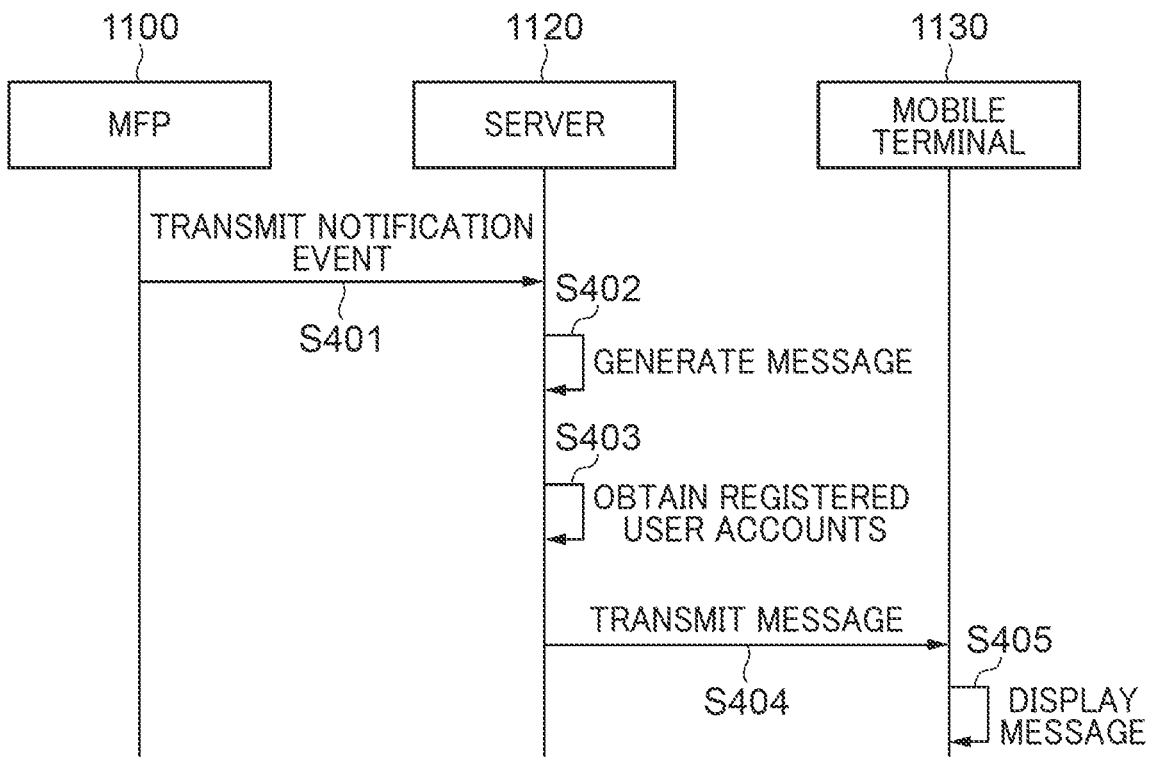 1100
1120
1130
MFP
SERVER
MOBILE
TERMINAL
TRANSMIT NOTIFICATION
EVENT
S401
S402
GENERATE MESSAGE
S403
OBTAIN REGISTERED
USER ACCOUNTS
TRANSMIT MESSAGE
S404
S405
DISPLAY
MESSAGE